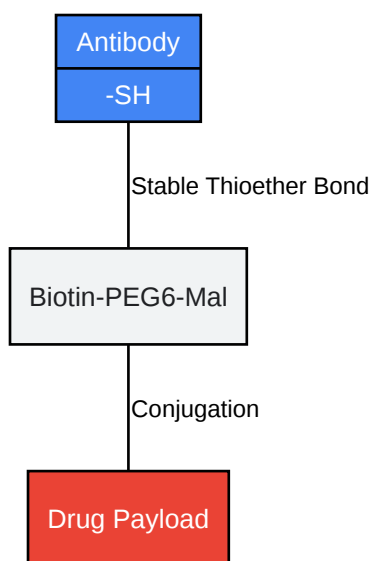 Antibody
-SH
Stable Thioether Bond
Biotin-PEG6-Mal
Conjugation
Drug Payload